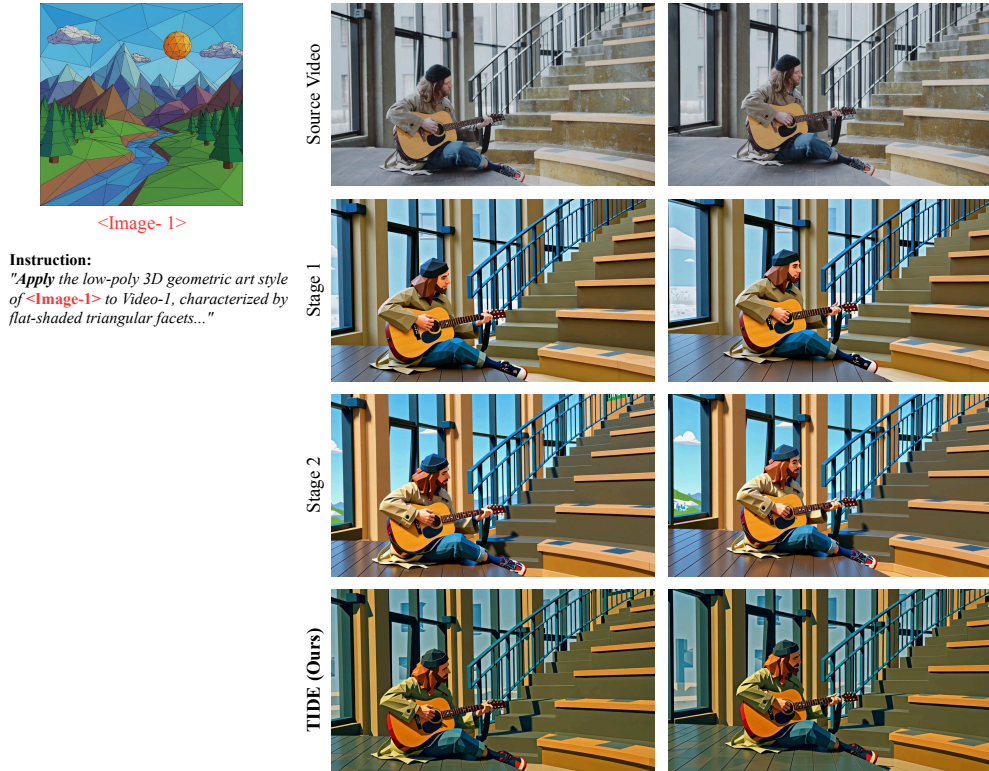 <Image- 1>
Instruction:
"Apply the low-poly 3D geometric art style
of <Image-1> to Video-1, characterized by
flat-shaded triangular facets..."
Source Video
Stage 1
Stage 2
TIDE (Ours)